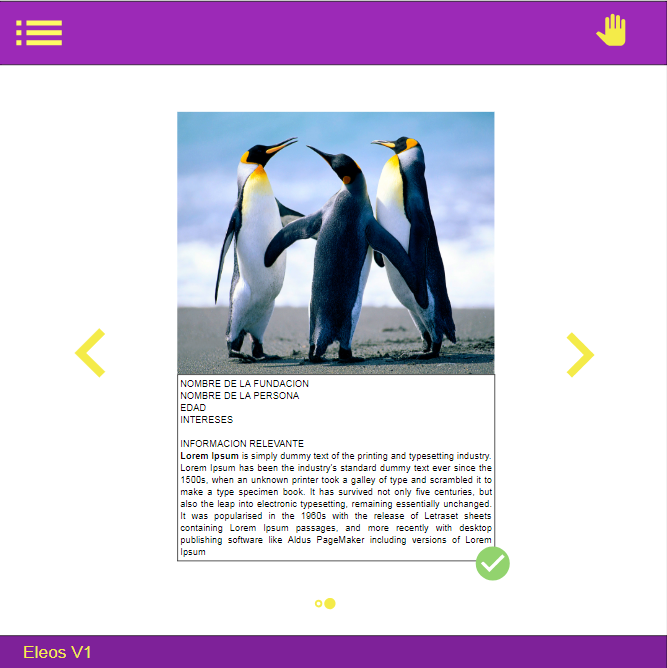 NOMBRE DE LA FUNDACION
NOMBRE DE LA PERSONA
EDAD
INTERESES
INFORMACION RELEVANTE
Lorem Ipsum is simply dummy text of the printing and typesetting industry.
Lorem Ipsum has been the industry's standard dummy text ever since the
1500s, when an unknown printer took a galley of type and scrambled it to
make a type specimen book. It has survived not only five centuries, but
also the leap into electronic typesetting, remaining essentially unchanged.
It was popularised in the 1960s with the release of Letraset sheets
containing Lorem Ipsum passages, and more recently with desktop
publishing software like Aldus PageMaker including versions of Lorem
Ipsum
Eleos V1